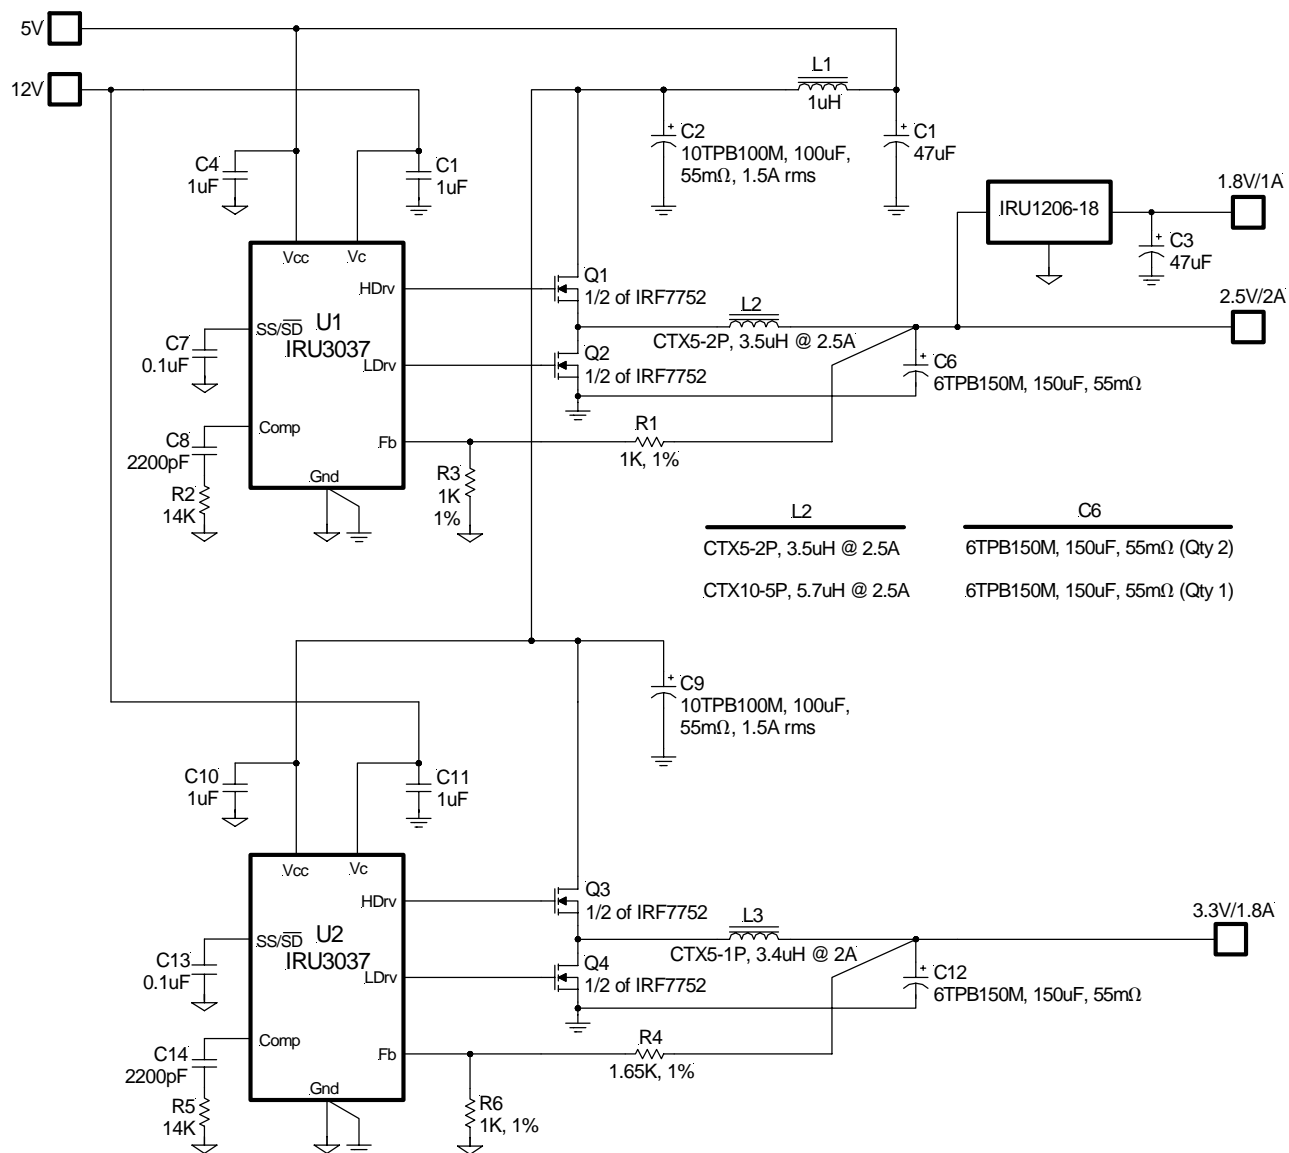 5V
12V
L1
1uH
C4
1uF
C1
1uF
C2
10TPB100M, 100uF,
55mΩ, 1.5A rms
C1
47uF
1.8V/1A
IRU1206-18
C3
47uF
Vcc
Vc
HDrv
Q1
1/2 of IRF7752
2.5V/2A
SS/SD
U1
IRU3037
L2
CTX5-2P, 3.5uH @ 2.5A
C7
0.1uF
LDrv
Q2
1/2 of IRF7752
C6
6TPB150M, 150uF, 55mΩ
Comp
Fb
R1
1K, 1%
C8
2200pF
R2
14K
Gnd
R3
1K
1%
L2
C6
CTX5-2P, 3.5uH @ 2.5A
6TPB150M, 150uF, 55mΩ (Qty 2)
CTX10-5P, 5.7uH @ 2.5A
6TPB150M, 150uF, 55mΩ (Qty 1)
C9
10TPB100M, 100uF,
55mΩ, 1.5A rms
C10
1uF
C11
1uF
Vcc
Vc
HDrv
Q3
1/2 of IRF7752
3.3V/1.8A
SS/SD
U2
IRU3037
L3
CTX5-1P, 3.4uH @ 2A
C13
0.1uF
LDrv
Q4
1/2 of IRF7752
C12
6TPB150M, 150uF, 55mΩ
Comp
Fb
R4
1.65K, 1%
C14
2200pF
R5
14K
Gnd
R6
1K, 1%